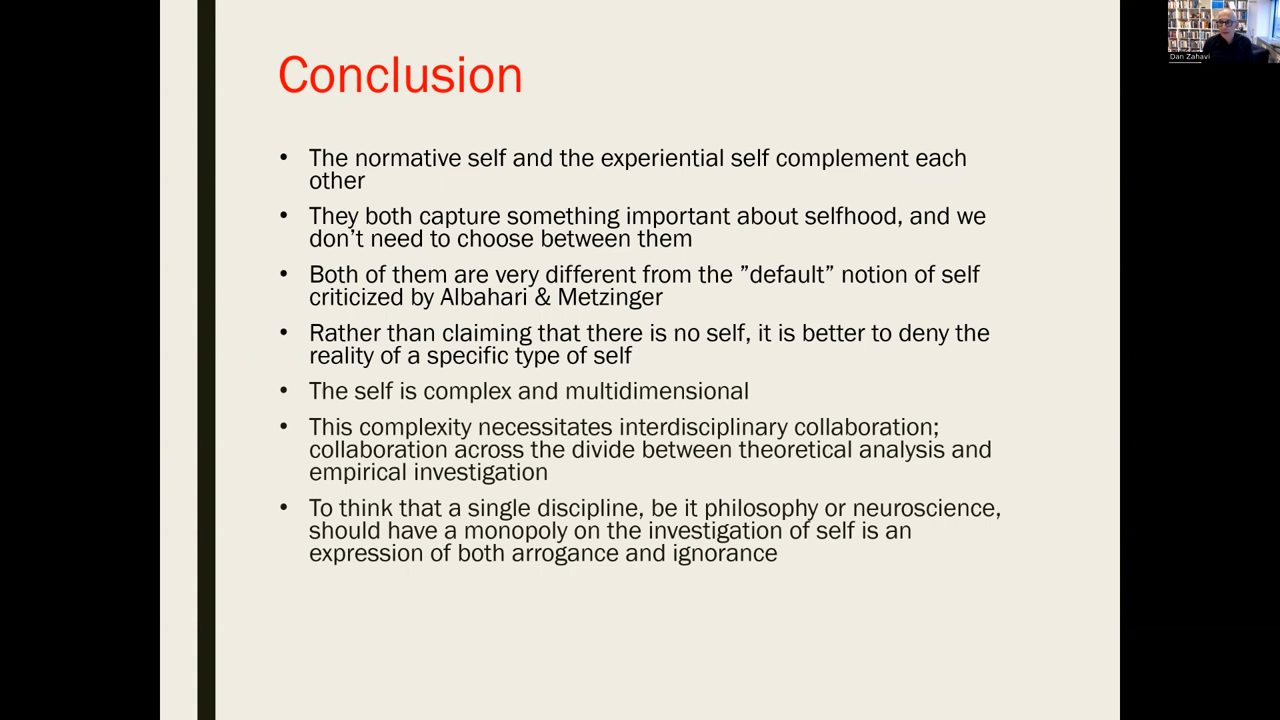 Conclusion
• The normative self and the experiential self complement each
other
• They both capture something important about selfhood, and we
don’t need to choose between them
• Both of them are very different from the ”default” notion of self
criticized by Albahari & Metzinger
• Rather than claiming that there is no self, it is better to deny the
reality of a specific type of self
• The self is complex and multidimensional
• This complexity necessitates interdisciplinary collaboration;
collaboration across the divide between theoretical analysis and
empirical investigation
• To think that a single discipline, be it philosophy or neuroscience,
should have a monopoly on the investigation of self is an
expression of both arrogance and ignorance
Dan Zahavi